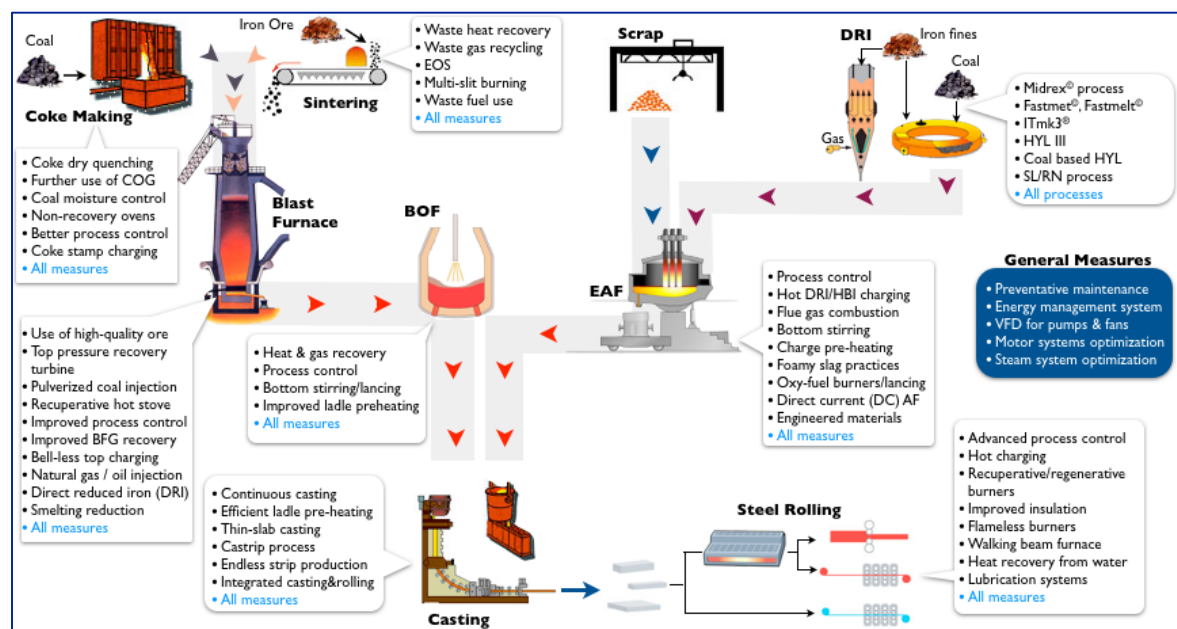 Coal
Coke Making
• Coke dry quenching
• Further use of COG
• Coal moisture control
• Non-recovery ovens
• Better process control
• Coke stamp charging
• All measures
Iron Ore
Sintering
• Waste heat recovery
• Waste gas recycling
• EOS
• Multi-slit burning
• Waste fuel use
• All measures
Blast
Furnace
• Use of high-quality ore
• Top pressure recovery
turbine
• Pulverized coal injection
• Recuperative hot stove
• Improved process control
• Improved BFG recovery
• Bell-less top charging
• Natural gas / oil injection
• Direct reduced iron (DRI)
• Smelting reduction
• All measures
BOF
• Heat & gas recovery
• Process control
• Bottom stirring/lancing
• Improved ladle preheating
• All measures
Scrap
DRI
Iron fines
Coal
Gas
• Midrex© process
• Fastmet©, Fastmelt©
• ITmk3®
• HYL III
• Coal based HYL
• SL/RN process
• All processes
EAF
• Process control
• Hot DRI/HBI charging
• Flue gas combustion
• Bottom stirring
• Charge pre-heating
• Foamy slag practices
• Oxy-fuel burners/lancing
• Direct current (DC) AF
• Engineered materials
• All measures
General Measures
• Preventative maintenance
• Energy management system
• VFD for pumps & fans
• Motor systems optimization
• Steam system optimization
• Continuous casting
• Efficient ladle pre-heating
• Thin-slab casting
• Castrip process
• Endless strip production
• Integrated casting&rolling
• All measures
Casting
Steel Rolling
• Advanced process control
• Hot charging
• Recuperative/regenerative
burners
• Improved insulation
• Flameless burners
• Walking beam furnace
• Heat recovery from water
• Lubrication systems
• All measures